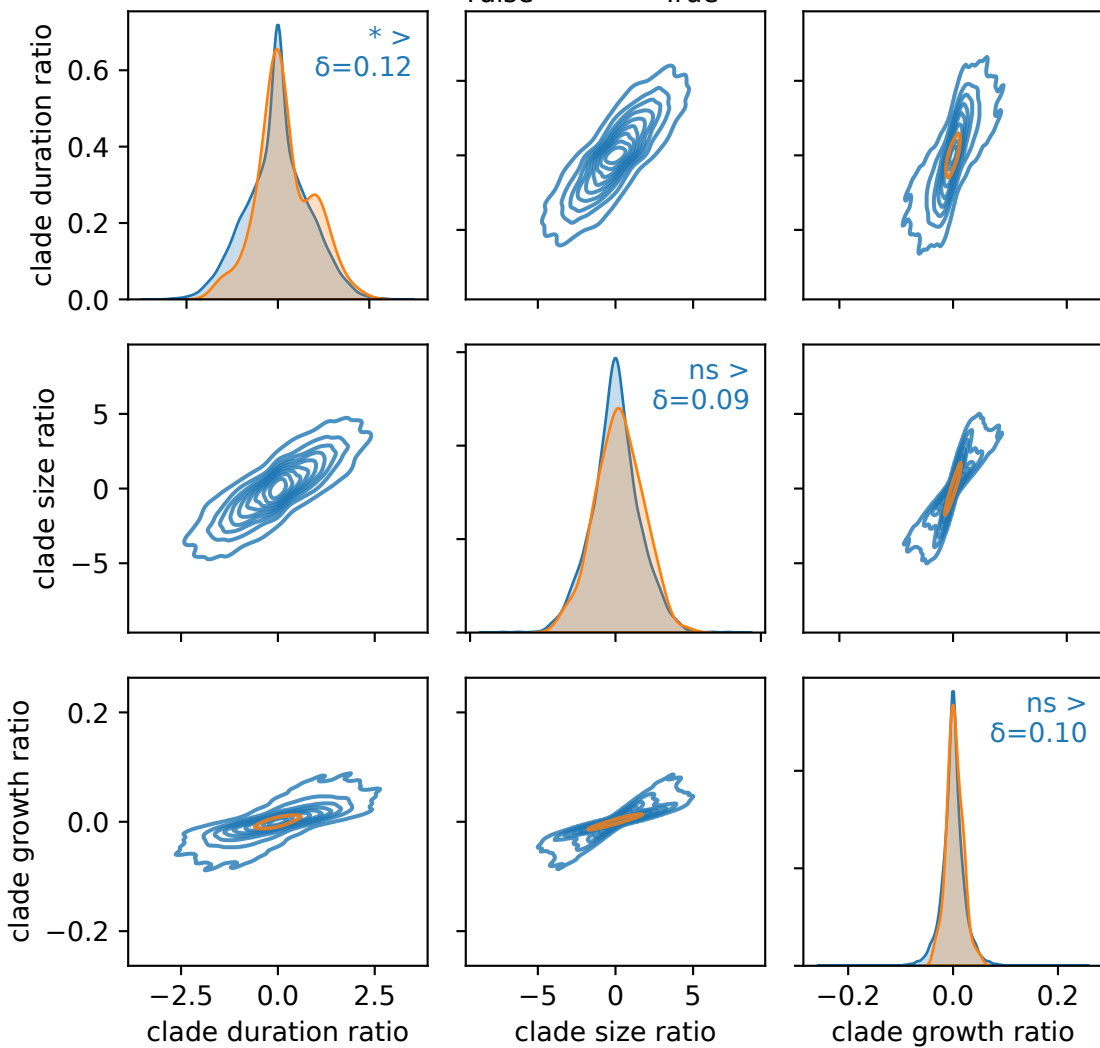 clade duration ratio
0.6
0.4
0.2
0.0
* >
δ=0.12
clade size ratio
5
0
−5
ns >
δ=0.09
clade growth ratio
0.2
0.0
−0.2
ns >
δ=0.10
−2.5 0.0 2.5
clade duration ratio
−5 0 5
clade size ratio
−0.2 0.0 0.2
clade growth ratio